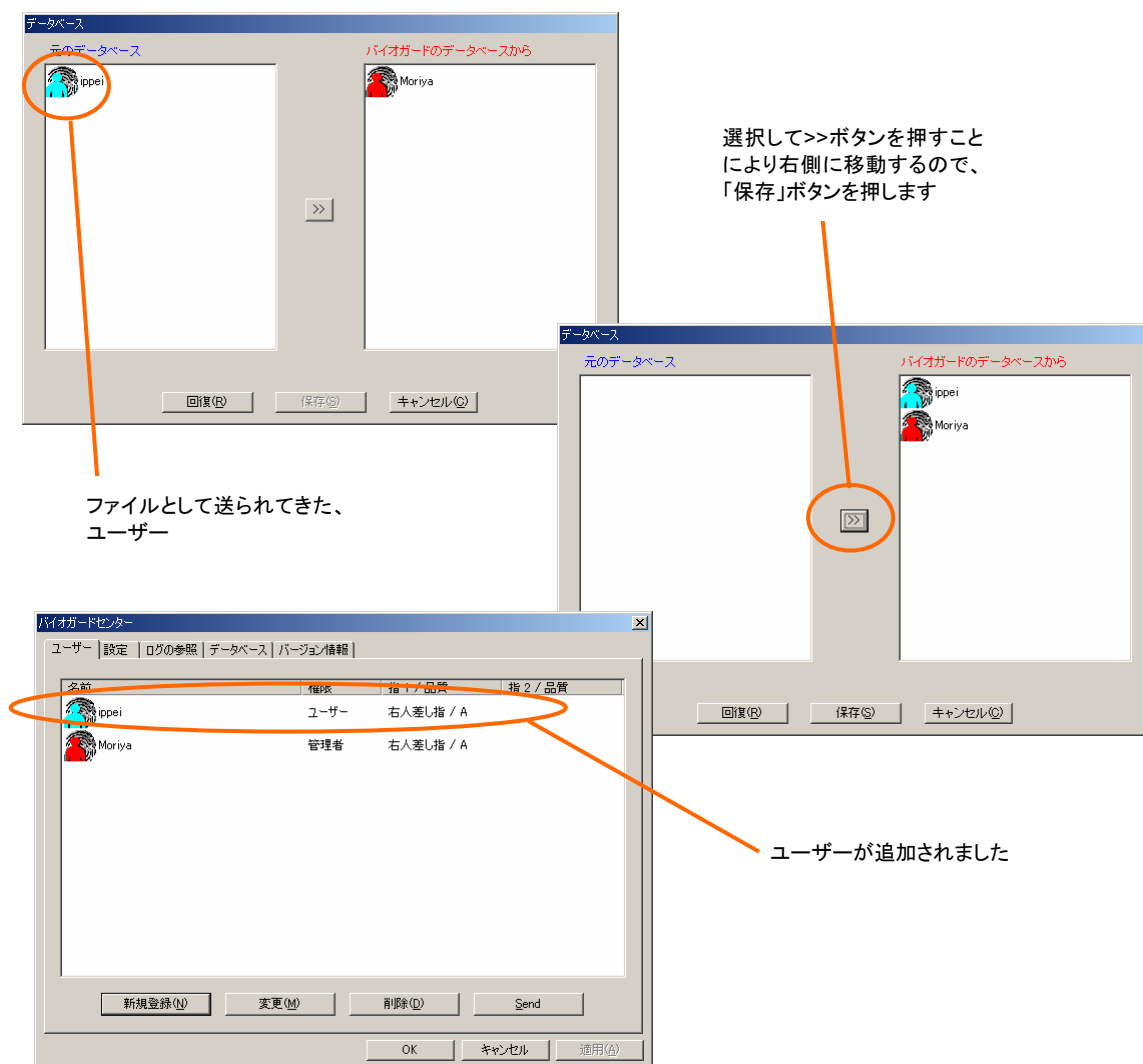 データベース
元のデータベース
バイオガードのデータベースから
ippei
Moriya
>>
回復(R)
保存(S)
キャンセル(C)
選択して>>ボタンを押すこと
により右側に移動するので、
「保存」ボタンを押します
ファイルとして送られてきた、
ユーザー
データベース
元のデータベース
バイオガードのデータベースから
ippei
Moriya
>>
回復(R)
保存(S)
キャンセル(C)
バイオガードセンター
ユーザー 設定 ログの参照 データベース バージョン情報
名前 権限 指 1 / 品質 指 2 / 品質
ippei ユーザー 右人差し指 / A
Moriya 管理者 右人差し指 / A
新規登録(N) 変更(M) 削除(D) Send
OK キャンセル 適用(A)
ユーザーが追加されました